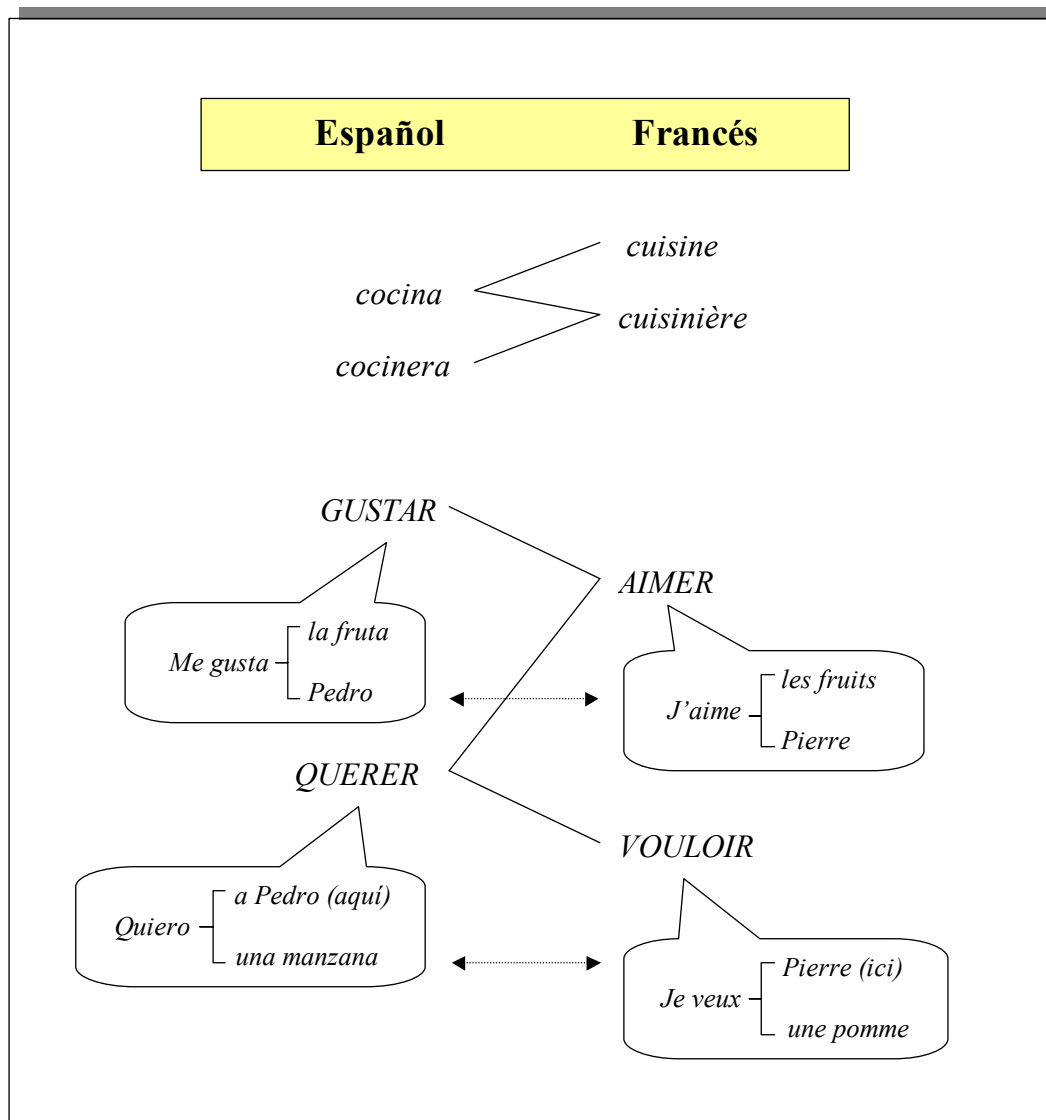 Español Francés
cuisine
cocina
cuisinière
cocinera
GUSTAR
AIMER
la fruta
Me gusta
Pedro
les fruits
J’aime
Pierre
QUERER
VOULOIR
a Pedro (aquí)
Quiero
una manzana
Pierre (ici)
Je veux
une pomme